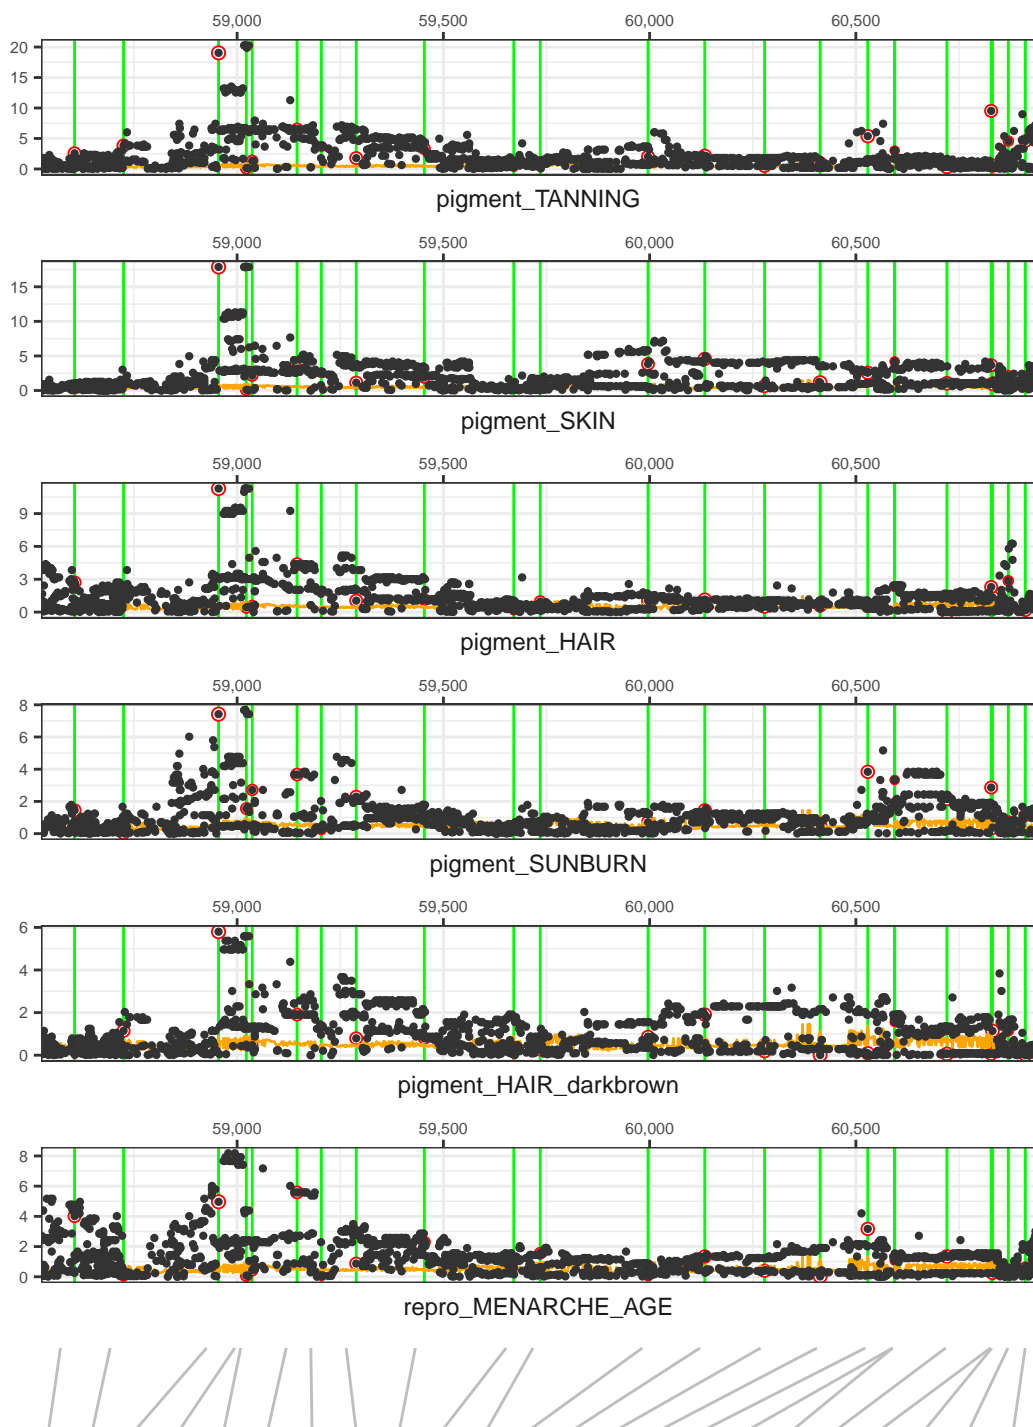 59,000 59,500 60,000 60,500
20
15
10
5
0
pigment_TANNING
59,000 59,500 60,000 60,500
15
10
5
0
pigment_SKIN
59,000 59,500 60,000 60,500
9
6
3
0
pigment_HAIR
59,000 59,500 60,000 60,500
8
6
4
2
0
pigment_SUNBURN
59,000 59,500 60,000 60,500
6
4
2
0
pigment_HAIR_darkbrown
59,000 59,500 60,000 60,500
8
6
4
2
0
repro_MENARCHE_AGE